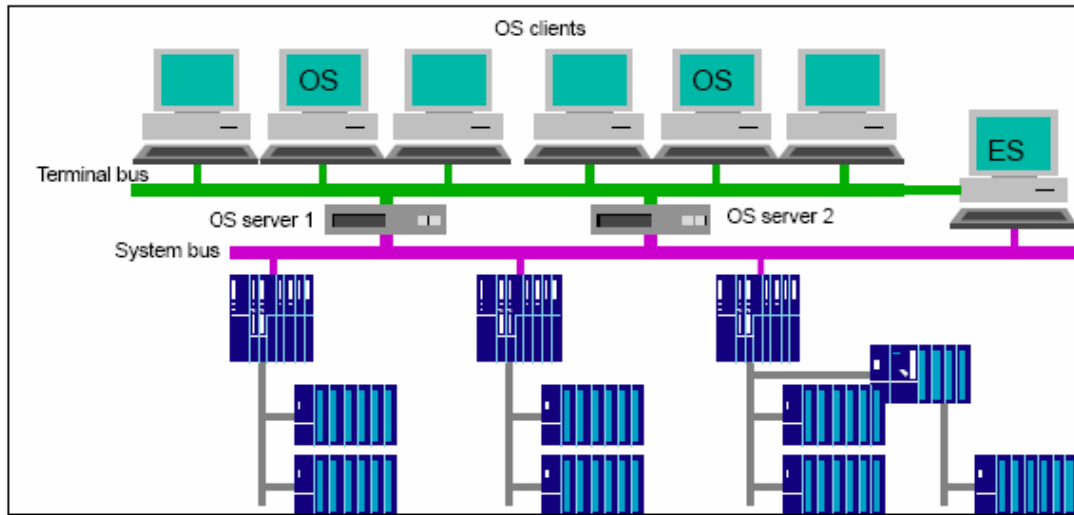 OS clients
OS
OS
ES
Terminal bus
OS server 1
OS server 2
System bus